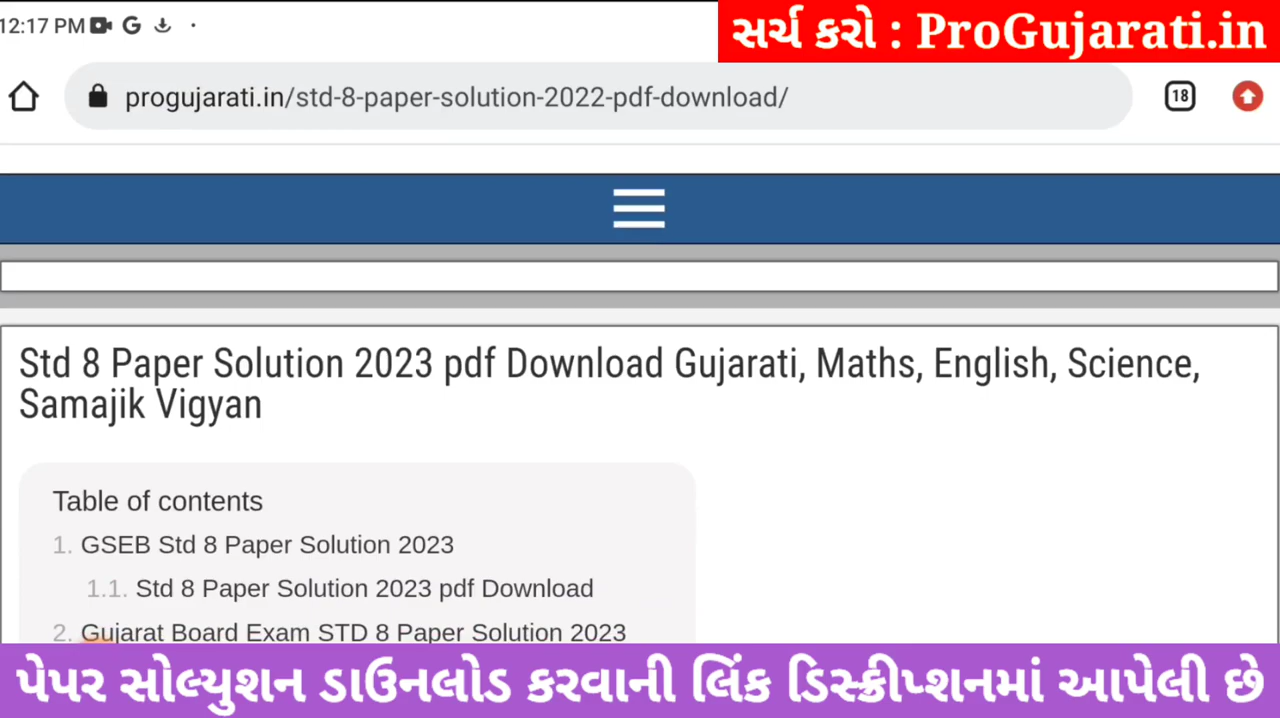 12:17 PM
સર્ચ કરો : ProGujarati.in
progujarati.in/std-8-paper-solution-2022-pdf-download/
18
Std 8 Paper Solution 2023 pdf Download Gujarati, Maths, English, Science,
Samajik Vigyan
Table of contents
1. GSEB Std 8 Paper Solution 2023
1.1. Std 8 Paper Solution 2023 pdf Download
2. Gujarat Board Exam STD 8 Paper Solution 2023
પેપર સોલ્યુશન ડાઉનલોડ કરવાની લિંક ડિસ્ક્રીપ્શનમાં આપેલી છે